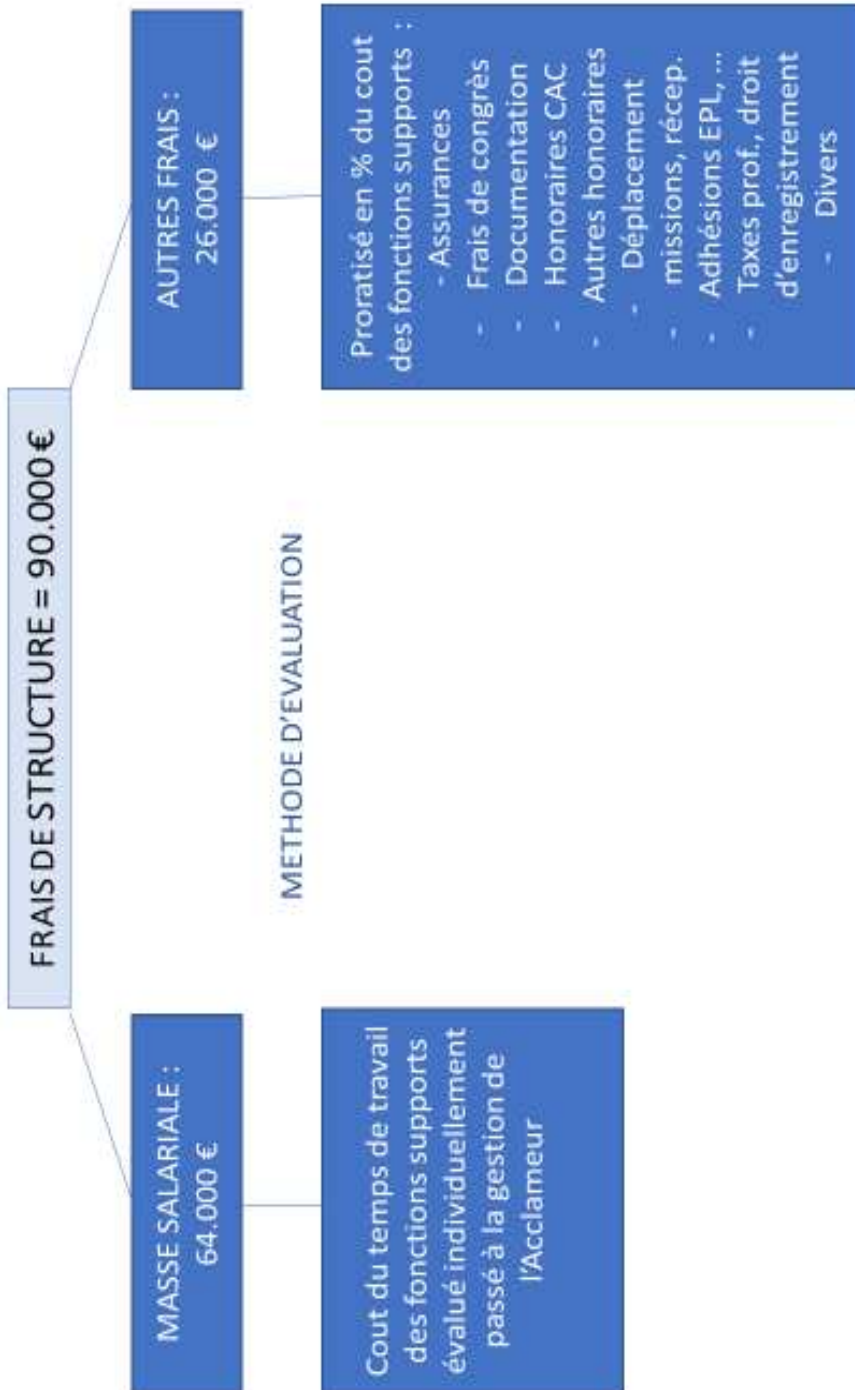 FRAIS DE STRUCTURE = 90.000€
MASSE SALARIALE :
64.000 €
AUTRES FRAIS :
26.000 €
METHODE D'EVALUATION
Cout du temps de travail
des fonctions supports
évalué individuellement
passé à la gestion de
l'Acclameur
Proratisé en % du cout
des fonctions supports :
- Assurances
- Frais de congrès
- Documentation
- Honoraires CAC
- Autres honoraires
- Déplacement
- missions, récep.
- Adhésions EPL, ...
- Taxes prof., droit
d'enregistrement
- Divers